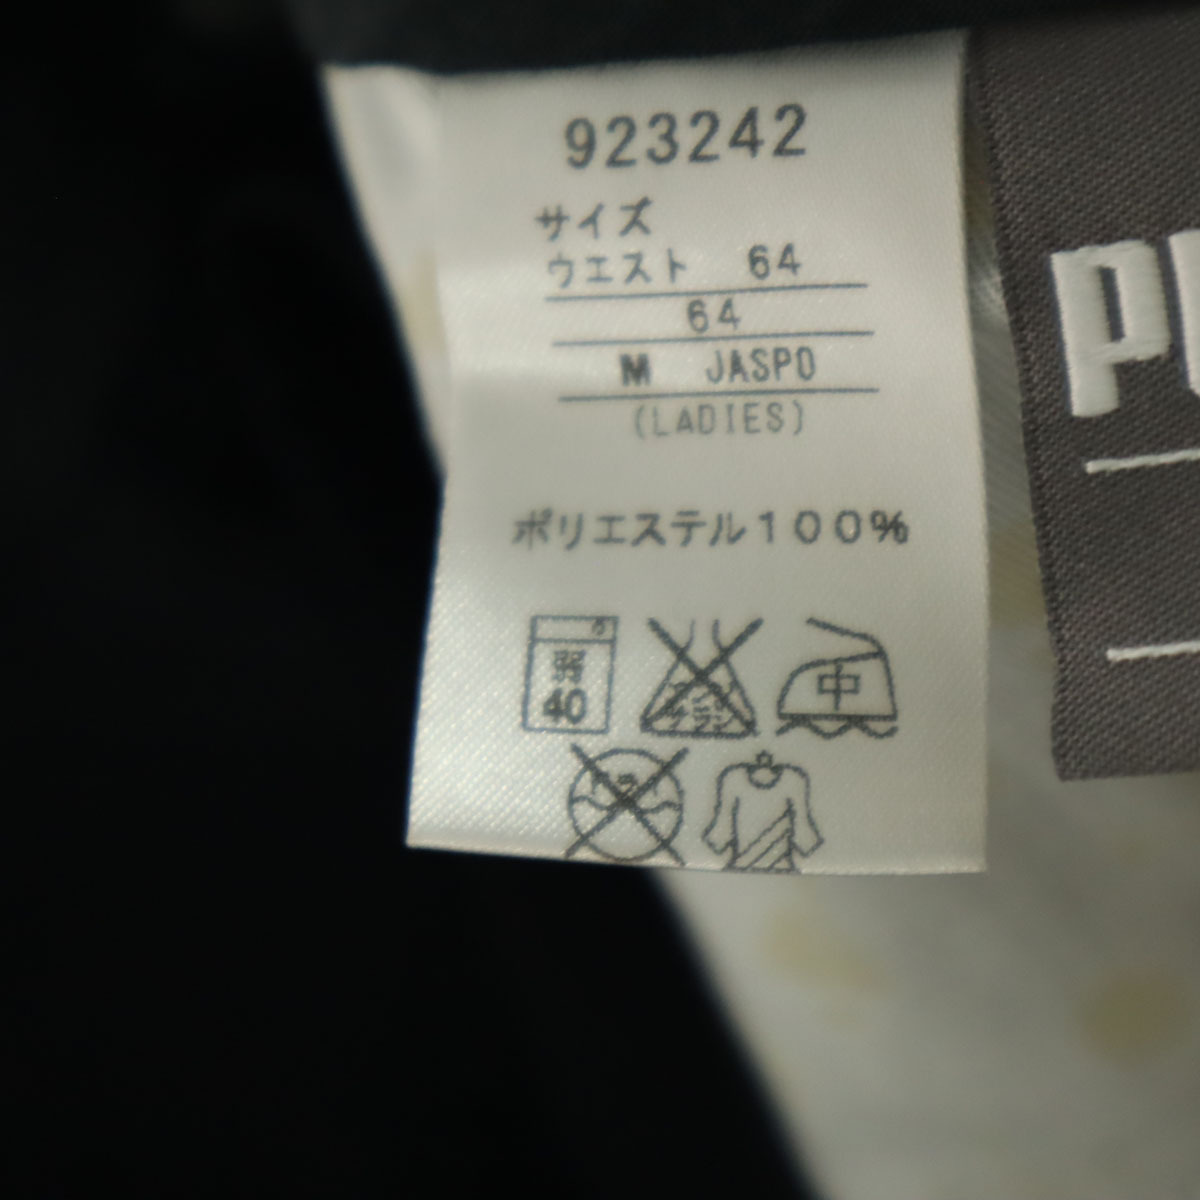 923242
サイズ
ウエスト 64
64
M JASPO
(LADIES)
ポリエステル100%
弱
40
中
PU